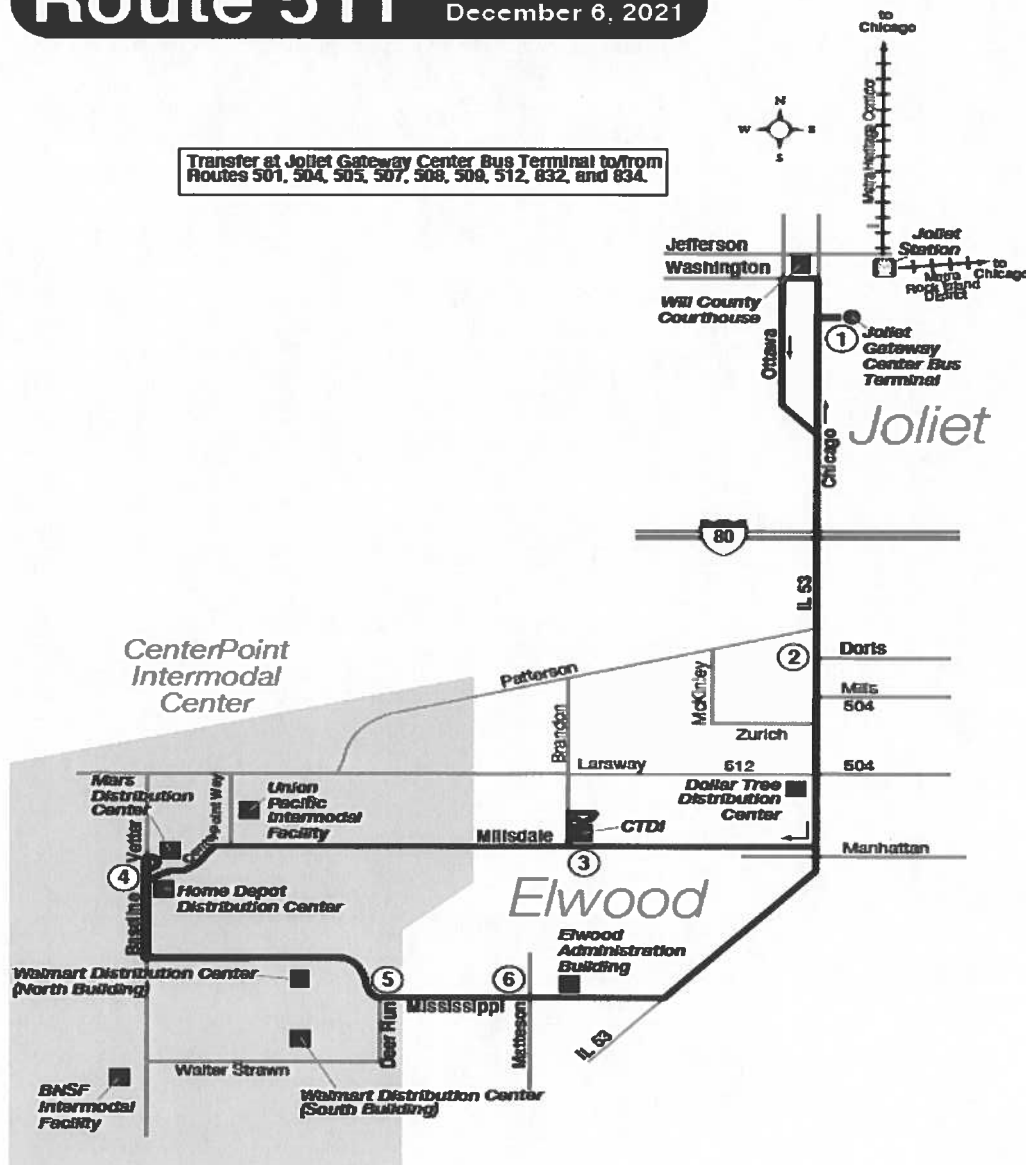 Route 511
December 6, 2021
to
Chicago
Metra Heritage Corridor
N
W
E
S
Transfer at Joliet Gateway Center Bus Terminal to/from
Routes 501, 504, 505, 507, 508, 509, 512, 832, and 834.
Jefferson
Washington
Joliet
Station
to
Chicago
Metra
Rock Island
District
Will County
Courthouse
Ottawa
1
Joliet
Gateway
Center Bus
Terminal
Joliet
Chicago
80
IL 53
CenterPoint
Intermodal
Center
Patterson
2
Doris
McKinley
Mills
504
Brandon
Zurich
Laraway
512
504
Mars
Distribution
Center
Union
Pacific
Intermodal
Facility
Dollar Tree
Distribution
Center
CTDI
Millsdale
Manhattan
3
4
Home Depot
Distribution Center
Baseline
Elwood
Elwood
Administration
Building
Walmart Distribution Center
(North Building)
5
6
Mississippi
Deer Run
Matteson
IL 53
Walter Strawn
BNSF
Intermodal
Facility
Walmart Distribution Center
(South Building)